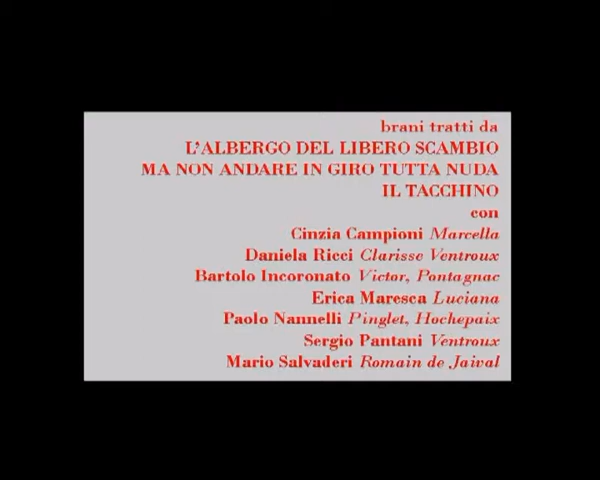 brani tratti da
L'ALBERGO DEL LIBERO SCAMBIO
MA NON ANDARE IN GIRO TUTTA NUDA
IL TACCHINO
con
Cinzia Campioni Marcella
Daniela Ricci Clarisse Ventroux
Bartolo Incoronato Victor, Pontagnac
Erica Maresca Luciana
Paolo Nannelli Pinglet, Hochepaix
Sergio Pantani Ventroux
Mario Salvaderi Romain de Jaival